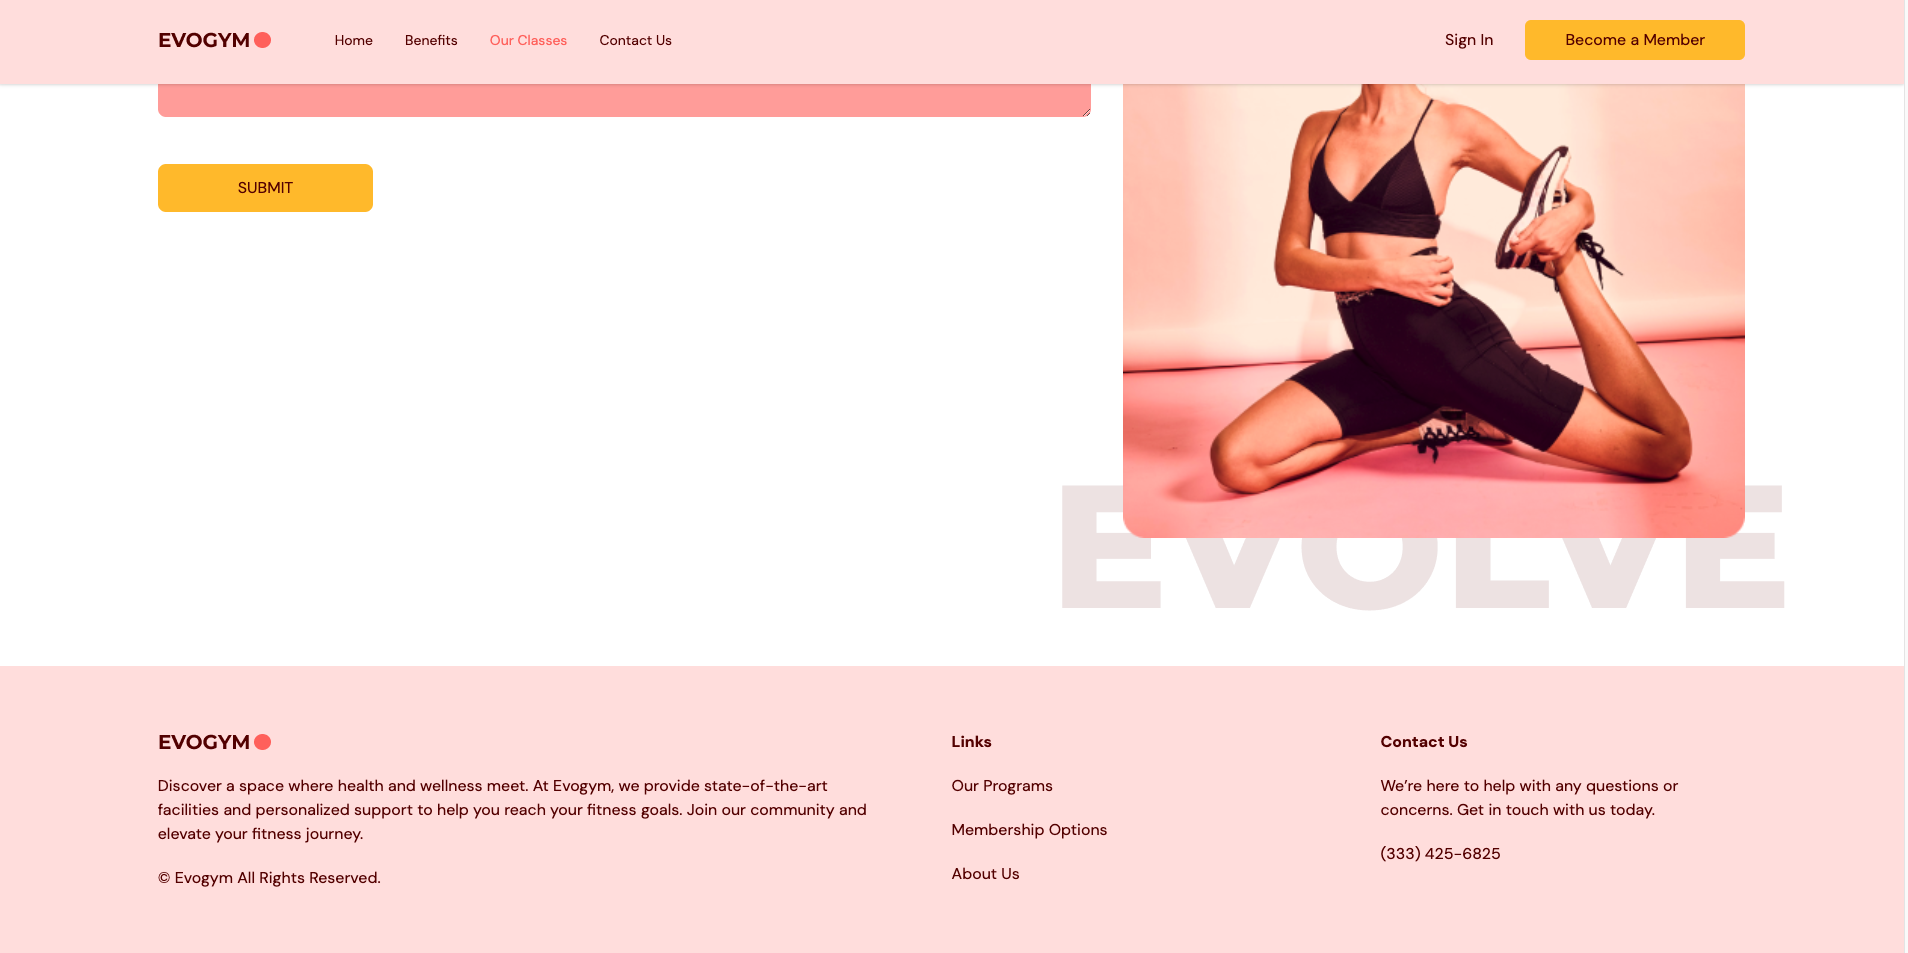 EVOGYM
Home
Benefits
Our Classes
Contact Us
Sign In
Become a Member
SUBMIT
EVOLVE
EVOGYM
Discover a space where health and wellness meet. At Evogym, we provide state-of-the-art
facilities and personalized support to help you reach your fitness goals. Join our community and
elevate your fitness journey.
© Evogym All Rights Reserved.
Links
Our Programs
Membership Options
About Us
Contact Us
We’re here to help with any questions or
concerns. Get in touch with us today.
(333) 425-6825